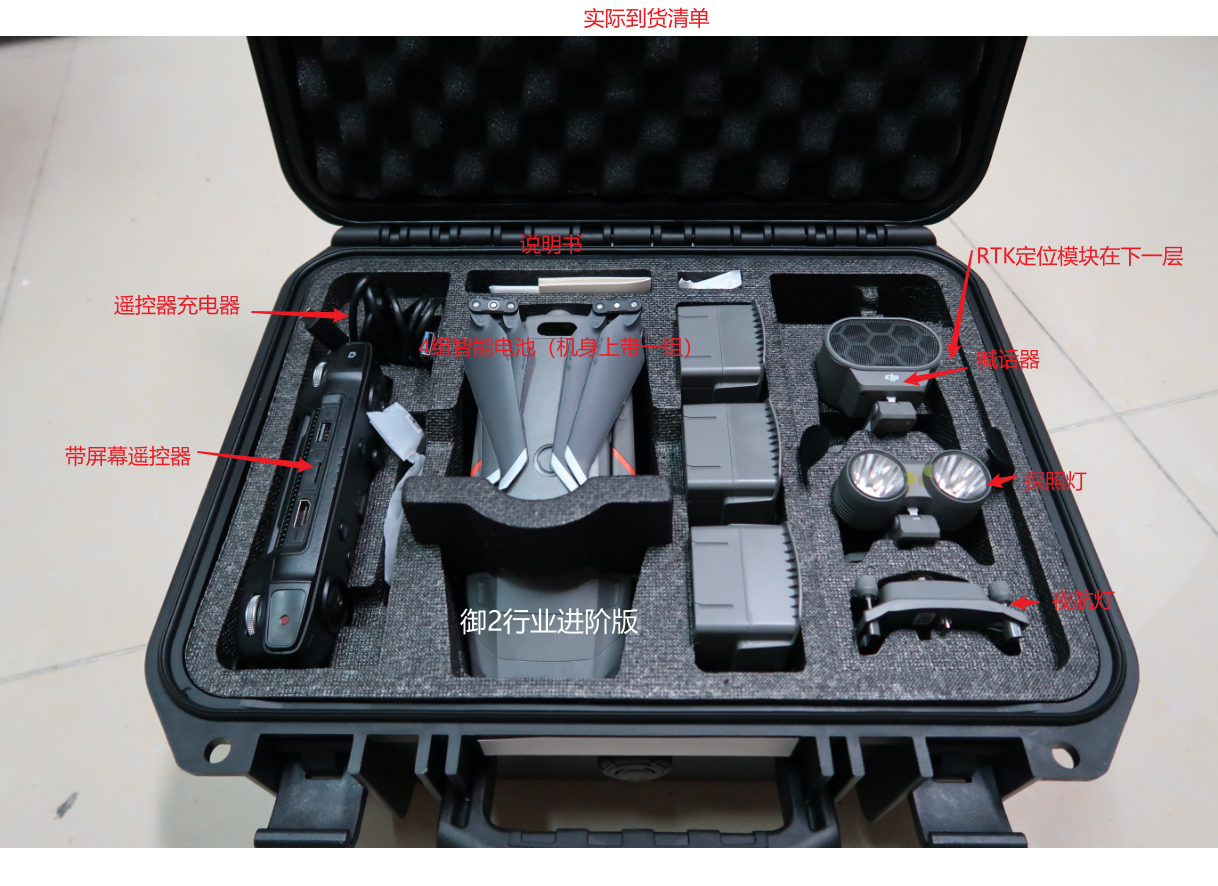 实际到货清单
说明书
RTK定位模块在下一层
遥控器充电器
4组智能电池（机身上带一组）
喊话器
带屏幕遥控器
探照灯
夜航灯
御2行业进阶版